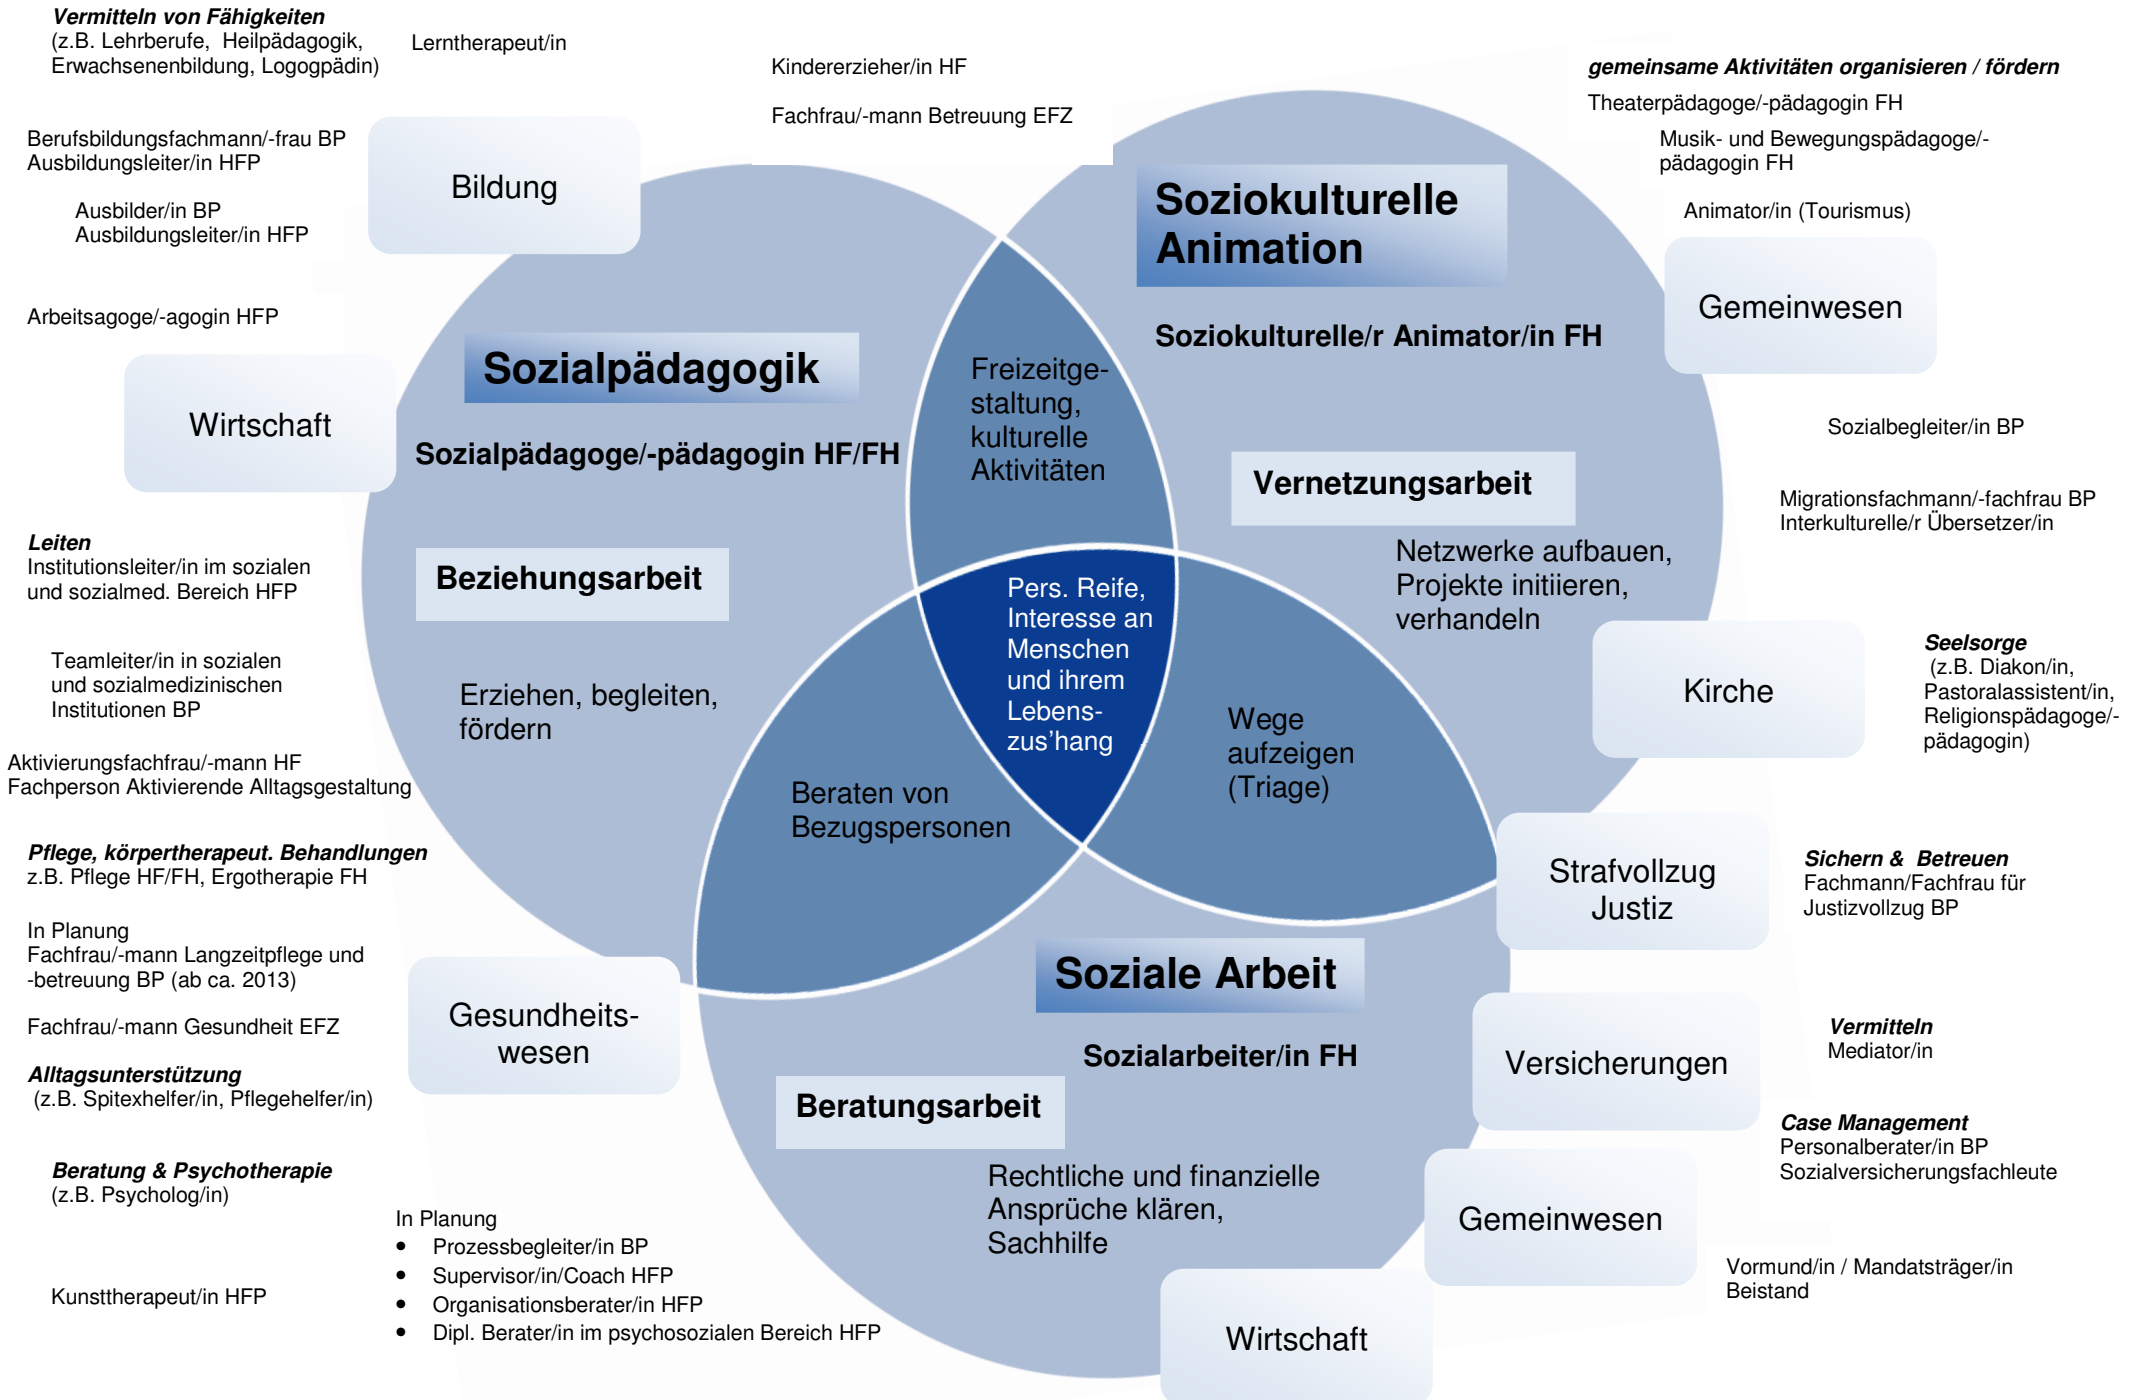 Vermitteln von Fähigkeiten
(z.B. Lehrberufe, Heilpädagogik,
Erwachsenenbildung, Logogpädin)
Lerntherapeut/in
Kindererzieher/in HF
Fachfrau/-mann Betreuung EFZ
gemeinsame Aktivitäten organisieren / fördern
Theaterpädagoge/-pädagogin FH
Musik- und Bewegungspädagoge/-
pädagogin FH
Animator/in (Tourismus)
Berufsbildungsfachmann/-frau BP
Ausbildungsleiter/in HFP
Ausbilder/in BP
Ausbildungsleiter/in HFP
Bildung
Arbeitsagoge/-agogin HFP
Wirtschaft
Sozialpädagogik
Sozialpädagoge/-pädagogin HF/FH
Beziehungsarbeit
Erziehen, begleiten,
fördern
Freizeitge-
staltung,
kulturelle
Aktivitäten
Soziokulturelle
Animation
Soziokulturelle/r Animator/in FH
Vernetzungsarbeit
Netzwerke aufbauen,
Projekte initiieren,
verhandeln
Gemeinwesen
Sozialbegleiter/in BP
Migrationsfachmann/-fachfrau BP
Interkulturelle/r Übersetzer/in
Kirche
Seelsorge
(z.B. Diakon/in,
Pastoralassistent/in,
Religionspädagoge/-
pädagogin)
Pers. Reife,
Interesse an
Menschen
und ihrem
Lebens-
zus’hang
Beraten von
Bezugspersonen
Wege
aufzeigen
(Triage)
Leiten
Institutionsleiter/in im sozialen
und sozialmed. Bereich HFP
Teamleiter/in in sozialen
und sozialmedizinischen
Institutionen BP
Aktivierungsfachfrau/-mann HF
Fachperson Aktivierende Alltagsgestaltung
Pflege, körpertherapeut. Behandlungen
z.B. Pflege HF/FH, Ergotherapie FH
In Planung
Fachfrau/-mann Langzeitpflege und
-betreuung BP (ab ca. 2013)
Fachfrau/-mann Gesundheit EFZ
Alltagsunterstützung
(z.B. Spitexhelfer/in, Pflegehelfer/in)
Gesundheits-
wesen
Beratung & Psychotherapie
(z.B. Psycholog/in)
Kunsttherapeut/in HFP
In Planung
• Prozessbegleiter/in BP
• Supervisor/in/Coach HFP
• Organisationsberater/in HFP
• Dipl. Berater/in im psychosozialen Bereich HFP
Soziale Arbeit
Sozialarbeiter/in FH
Beratungsarbeit
Rechtliche und finanzielle
Ansprüche klären,
Sachhilfe
Strafvollzug
Justiz
Sichern & Betreuen
Fachmann/Fachfrau für
Justizvollzug BP
Versicherungen
Vermitteln
Mediator/in
Case Management
Personalberater/in BP
Sozialversicherungsfachleute
Gemeinwesen
Vormund/in / Mandatsträger/in
Beistand
Wirtschaft